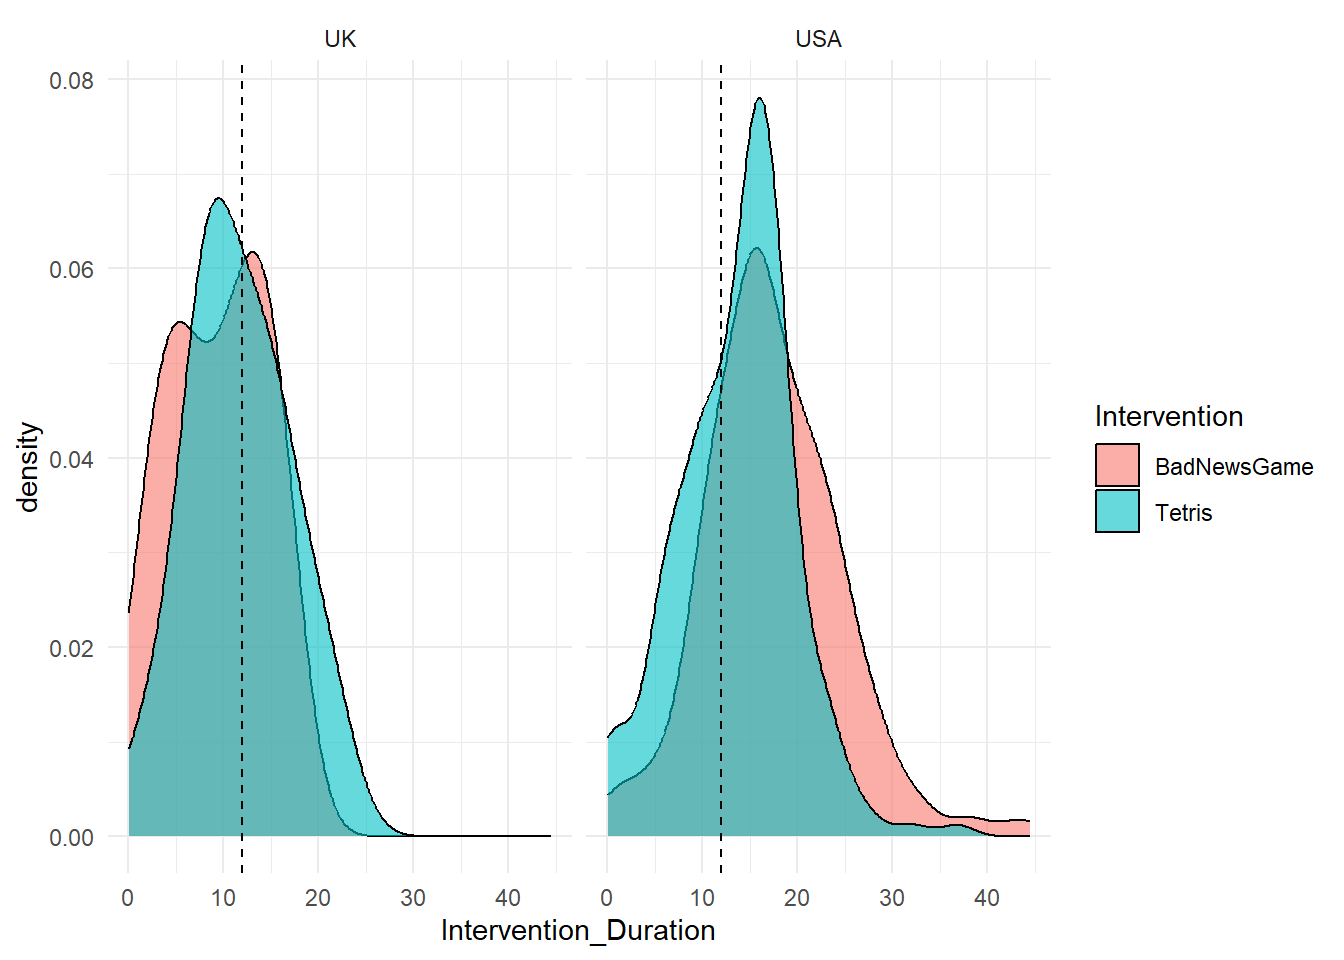 UK
USA
0.08
0.06
0.04
0.02
0.00
density
0 10 20 30 40
0 10 20 30 40
Intervention_Duration
Intervention
BadNewsGame
Tetris